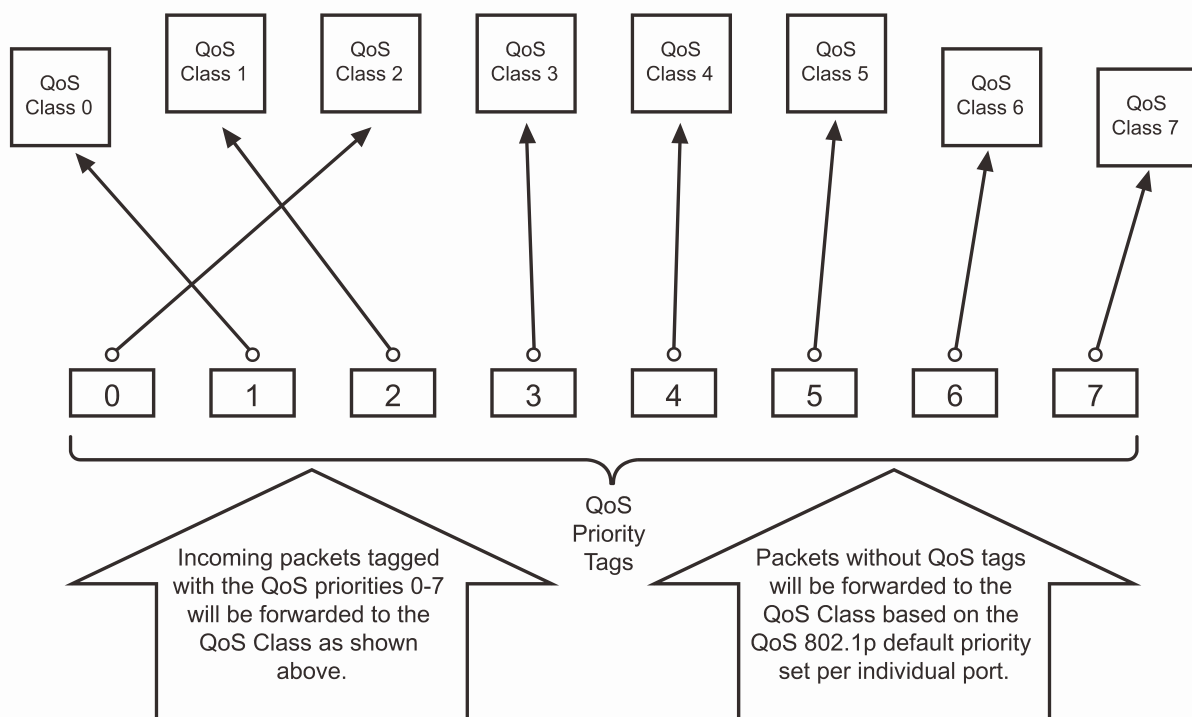 QoS
Class 0
QoS
Class 1
QoS
Class 2
QoS
Class 3
QoS
Class 4
QoS
Class 5
QoS
Class 6
QoS
Class 7
0
1
2
3
4
5
6
7
QoS
Priority
Tags
Incoming packets tagged
with the QoS priorities 0-7
will be forwarded to the
QoS Class as shown
above.
Packets without QoS tags
will be forwarded to the
QoS Class based on the
QoS 802.1p default priority
set per individual port.